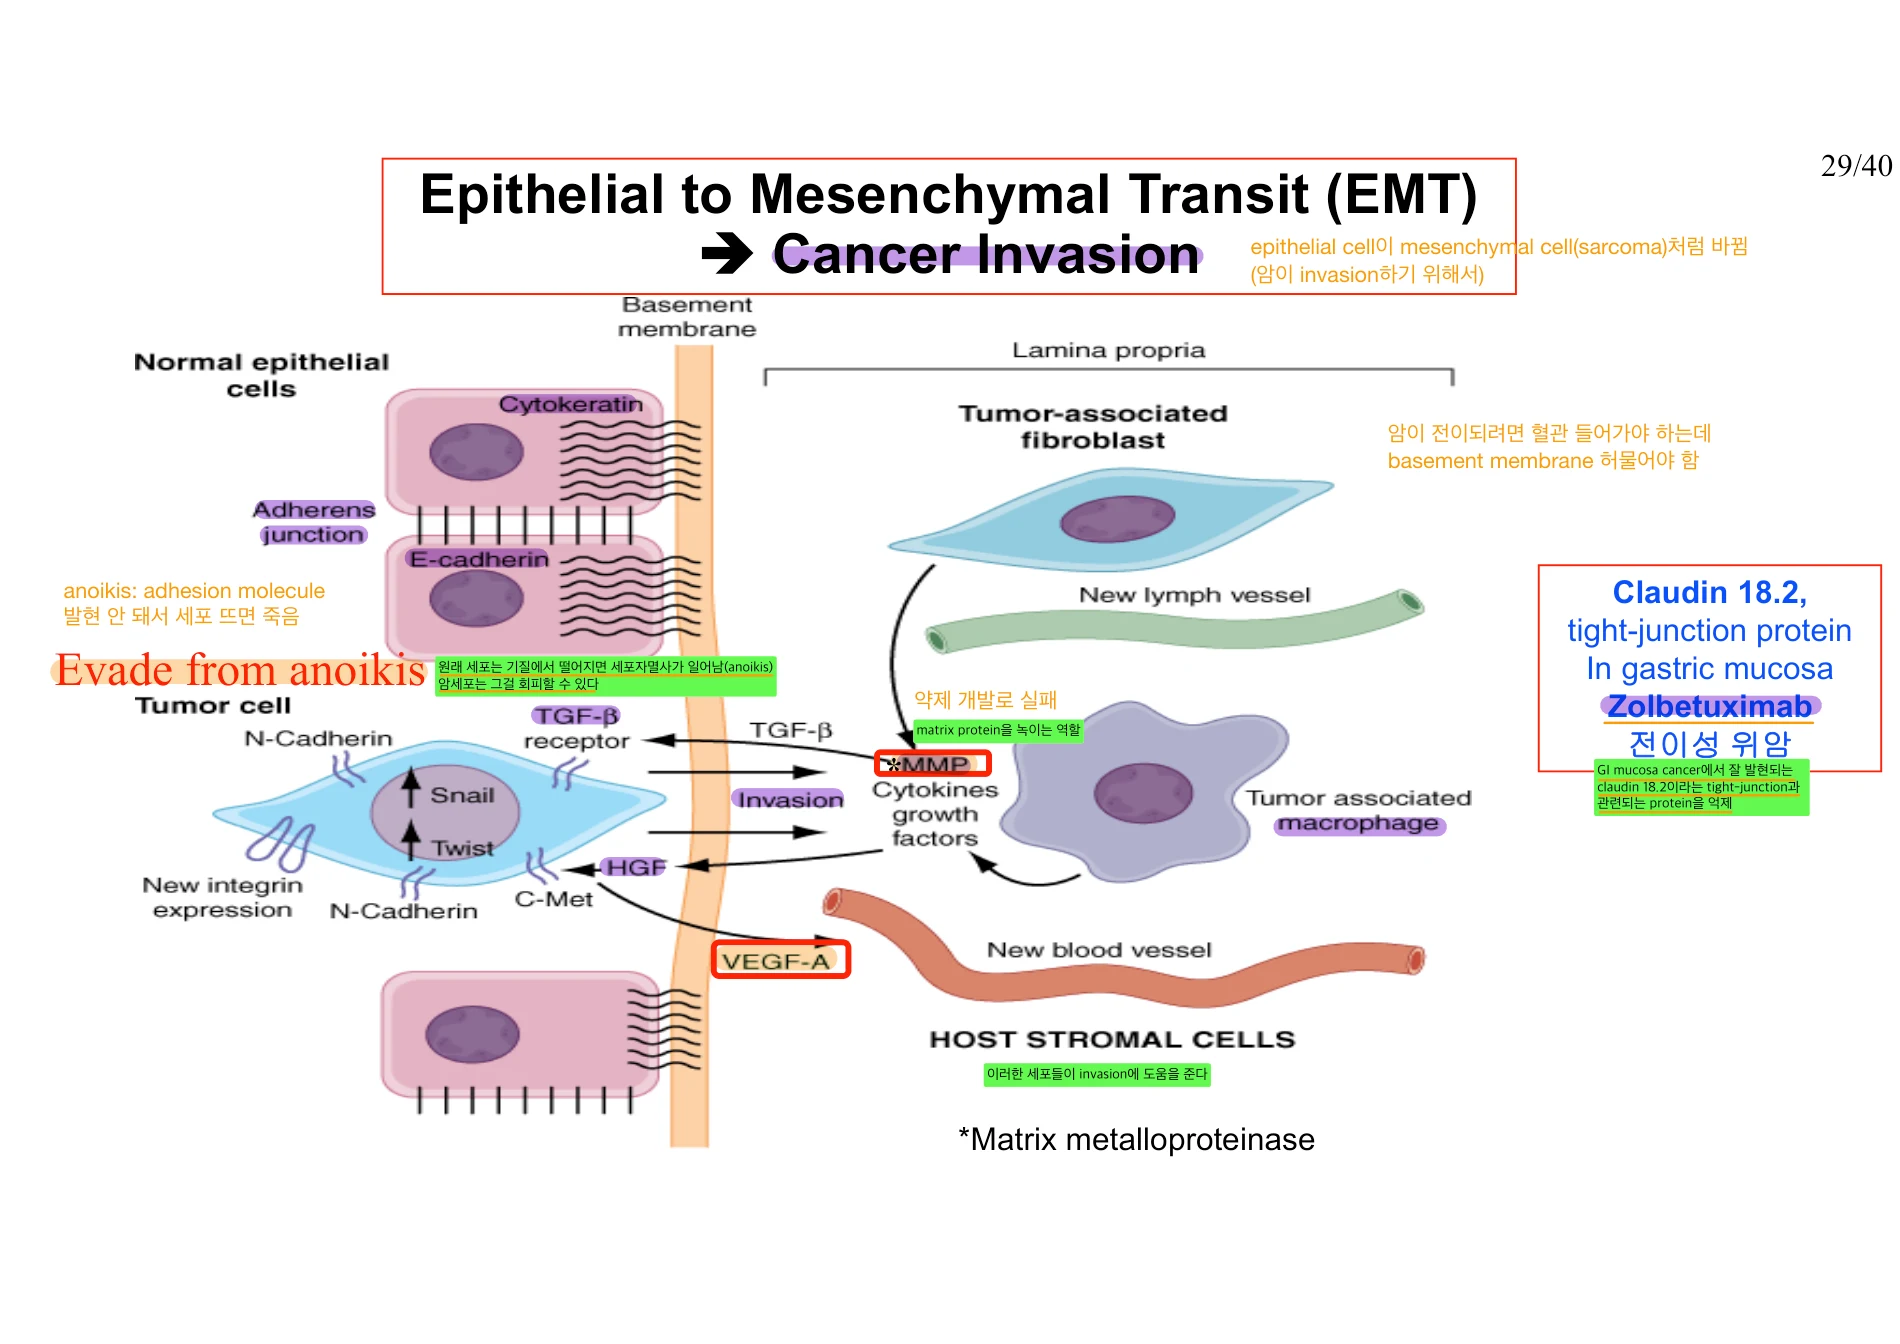 29/40
Epithelial to Mesenchymal Transit (EMT)
➔ Cancer Invasion
epithelial cell이 mesenchymal cell(sarcoma)처럼 바뀜
(암이 invasion하기 위해서)
Basement
membrane
Normal epithelial
cells
Cytokeratin
Adherens
junction
E-cadherin
anoikis: adhesion molecule
발현 안 돼서 세포 뜨면 죽음
Evade from anoikis
원래 세포는 기질에서 떨어지면 세포자멸사가 일어남(anoikis)
암세포는 그걸 회피할 수 있다
Tumor cell
N-Cadherin
TGF-β
receptor
Snail
Twist
New integrin
expression
N-Cadherin
C-Met
TGF-β
Invasion
HGF
VEGF-A
Lamina propria
Tumor-associated
fibroblast
암이 전이되려면 혈관 들어가야 하는데
basement membrane 허물어야 함
New lymph vessel
약제 개발로 실패
matrix protein을 녹이는 역할
*MMP
Cytokines
growth
factors
Tumor associated
macrophage
New blood vessel
HOST STROMAL CELLS
이러한 세포들이 invasion에 도움을 준다
*Matrix metalloproteinase
Claudin 18.2,
tight-junction protein
In gastric mucosa
Zolbetuximab
전이성 위암
GI mucosa cancer에서 잘 발현되는
claudin 18.2이라는 tight-junction과
관련되는 protein을 억제